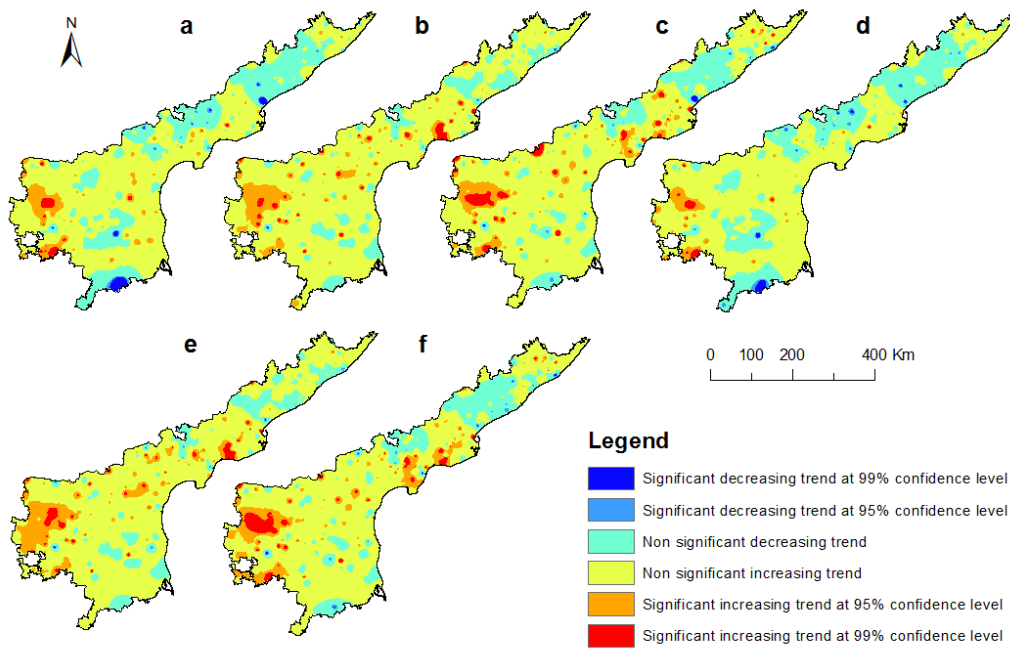 N
a b c d
e f
0 100 200 400 Km
Legend
Significant decreasing trend at 99% confidence level
Significant decreasing trend at 95% confidence level
Non significant decreasing trend
Non significant increasing trend
Significant increasing trend at 95% confidence level
Significant increasing trend at 99% confidence level